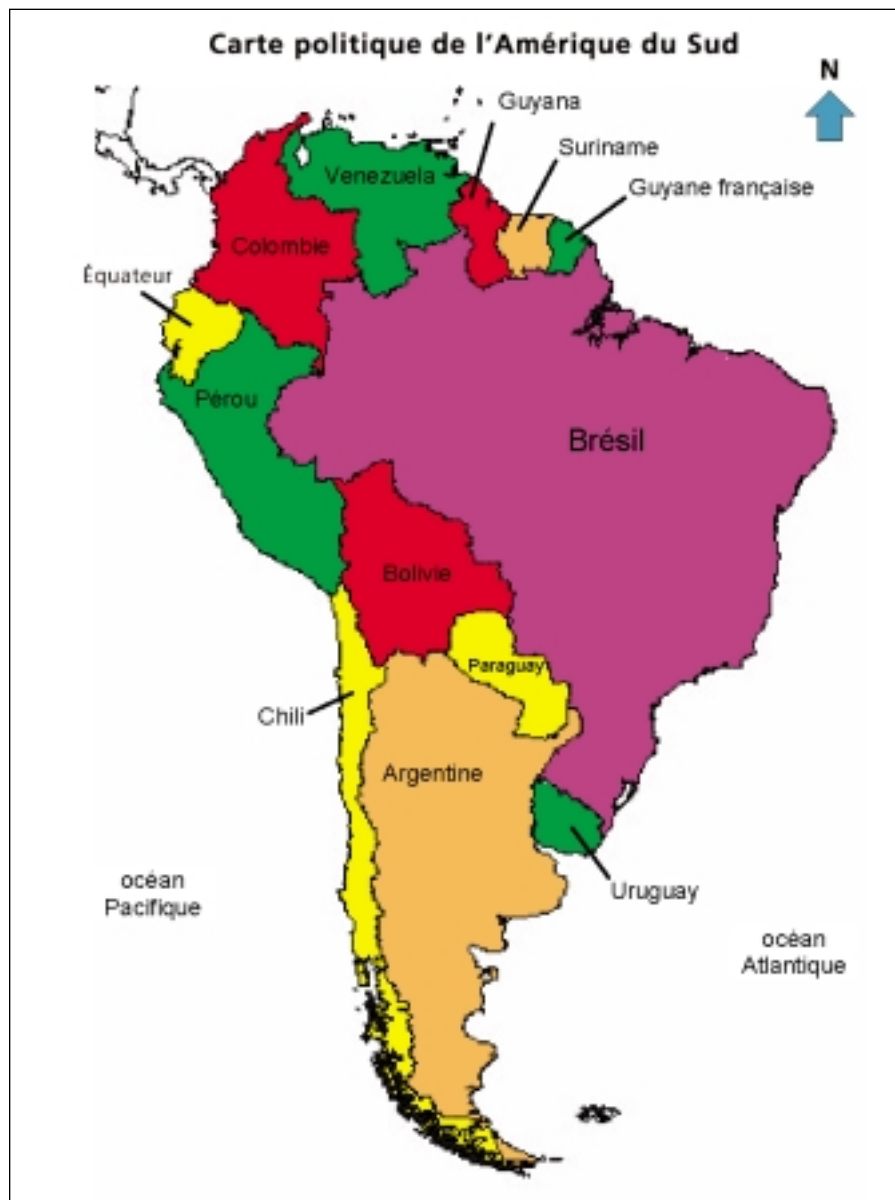 Carte politique de l'Amérique du Sud
N
Guyana
Suriname
Guyane française
Venezuela
Colombie
Équateur
Pérou
Brésil
Bolivie
Paraguay
Chili
Argentine
Uruguay
océan
Pacifique
océan
Atlantique